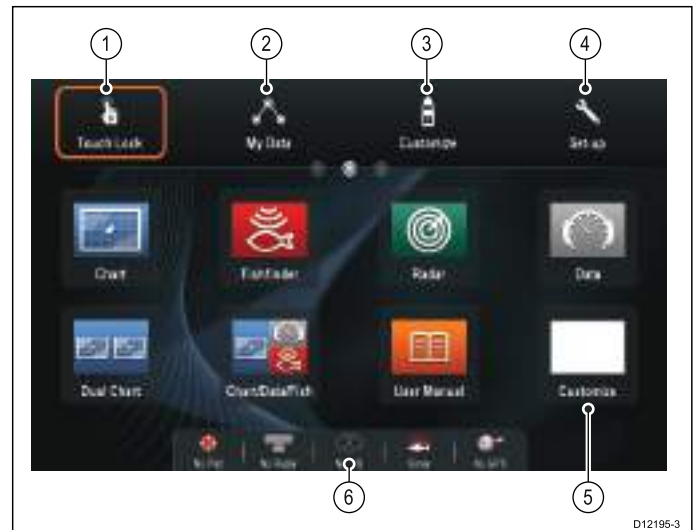 1 2 3 4
Touch Lock My Data Customize Set-up
Chart Fishfinder Radar Data
Dual Chart Chart/Data/Fish User Manual Customize
6 5
D12195-3